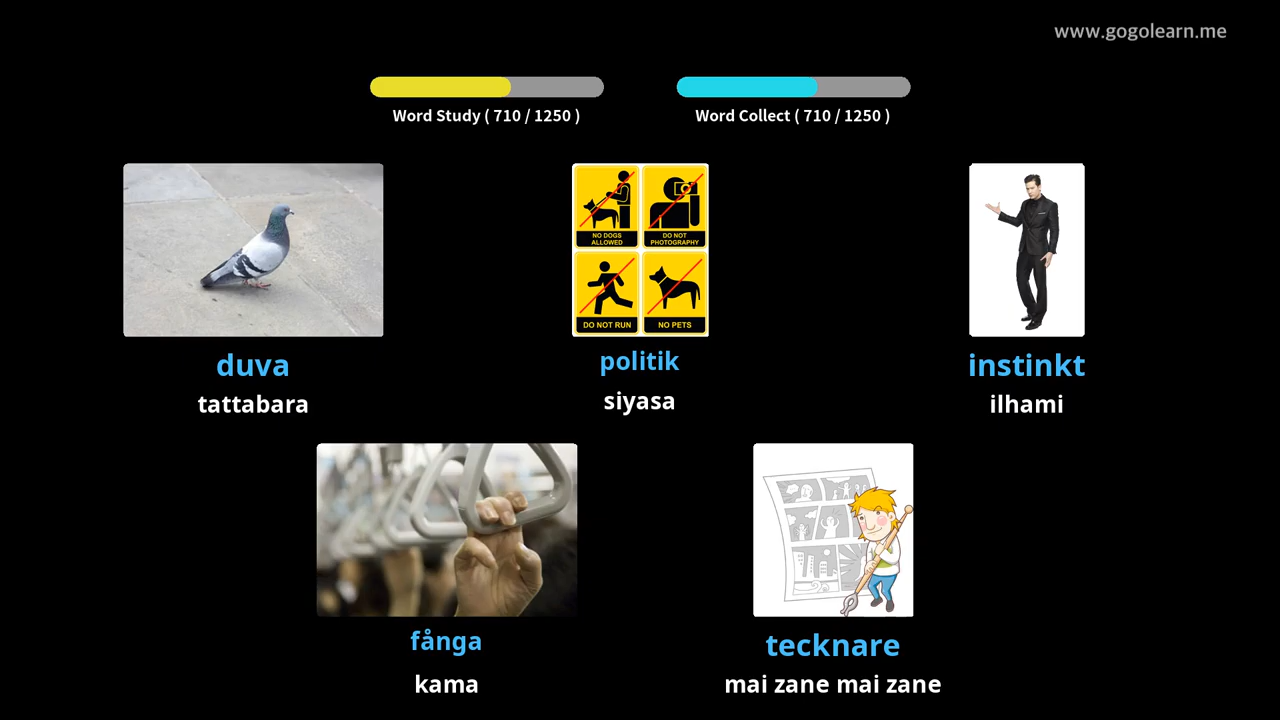 www.gogolearn.me
Word Study ( 710 / 1250 )
Word Collect ( 710 / 1250 )
NO DOGS
ALLOWED
DO NOT
PHOTOGRAPHY
DO NOT RUN
NO PETS
duva
tattabara
politik
siyasa
instinkt
ilhami
fånga
kama
tecknare
mai zane mai zane